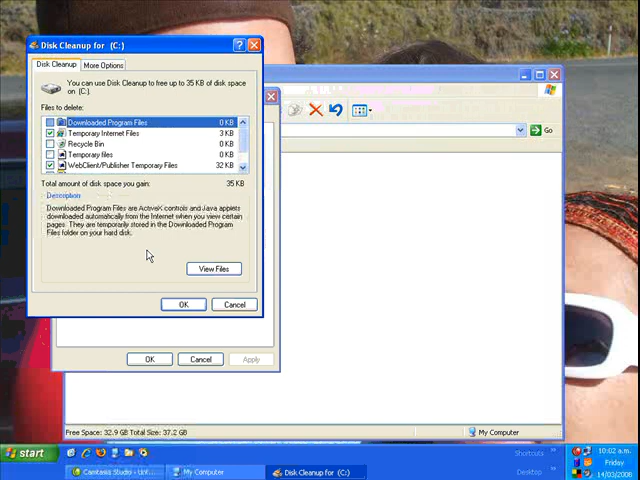 Disk Cleanup for (C:)
Disk Cleanup
More Options
You can use Disk Cleanup to free up to 35 KB of disk space
on (C:).
Files to delete:
Downloaded Program Files 0 KB
Temporary Internet Files 3 KB
Recycle Bin 0 KB
Temporary files 0 KB
WebClient/Publisher Temporary Files 32 KB
Total amount of disk space you gain: 35 KB
Description
Downloaded Program Files are ActiveX controls and Java applets
downloaded automatically from the Internet when you view certain
pages. They are temporarily stored in the Downloaded Program
Files folder on your hard disk.
View Files
OK Cancel
OK Cancel Apply
Go
Free Space: 32.9 GB Total Size: 37.2 GB
My Computer
start
Shortcuts
Desktop
Camtasia Studio - Unt...
My Computer
Disk Cleanup for (C:)
10:02 a.m.
Friday
14/03/2008